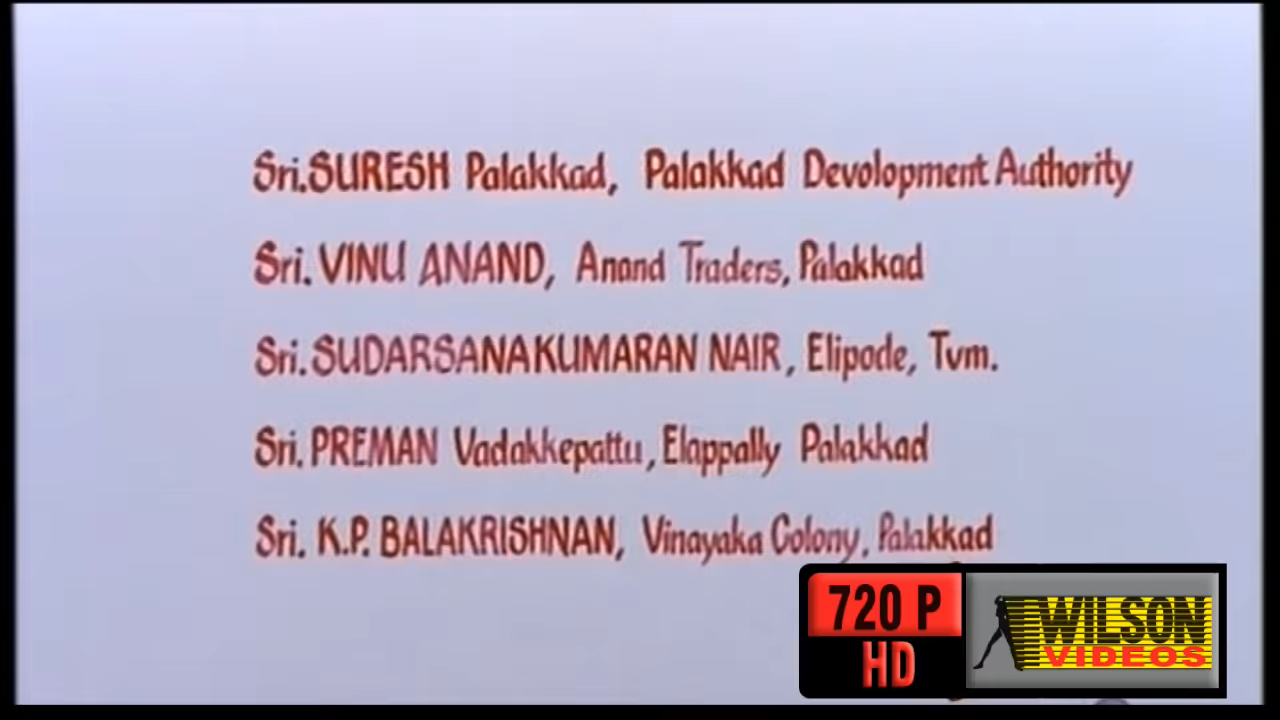 Sri. SURESH Palakkad, Palakkad Devolopment Authority
Sri. VINU ANAND, Anand Traders, Palakkad
Sri. SUDARSANAKUMARAN NAIR, Elipode, Tvm.
Sri. PREMAN Vadakkepattu, Elappally Palakkad
Sri. K.P. BALAKRISHNAN, Vinayaka Colony, Palakkad
720 P
HD
WILSON
VIDEOS